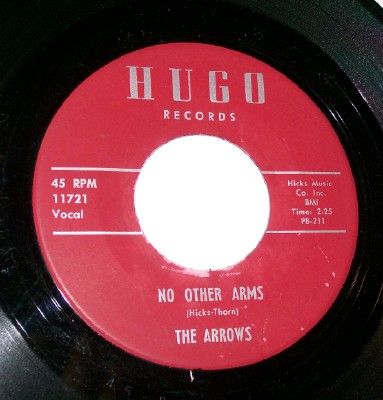 HUGO
RECORDS
45 RPM
11721
Vocal
Hicks Music
Co. Inc.
BMI
Time: 2:25
PB-211
NO OTHER ARMS
(Hicks-Thorn)
THE ARROWS